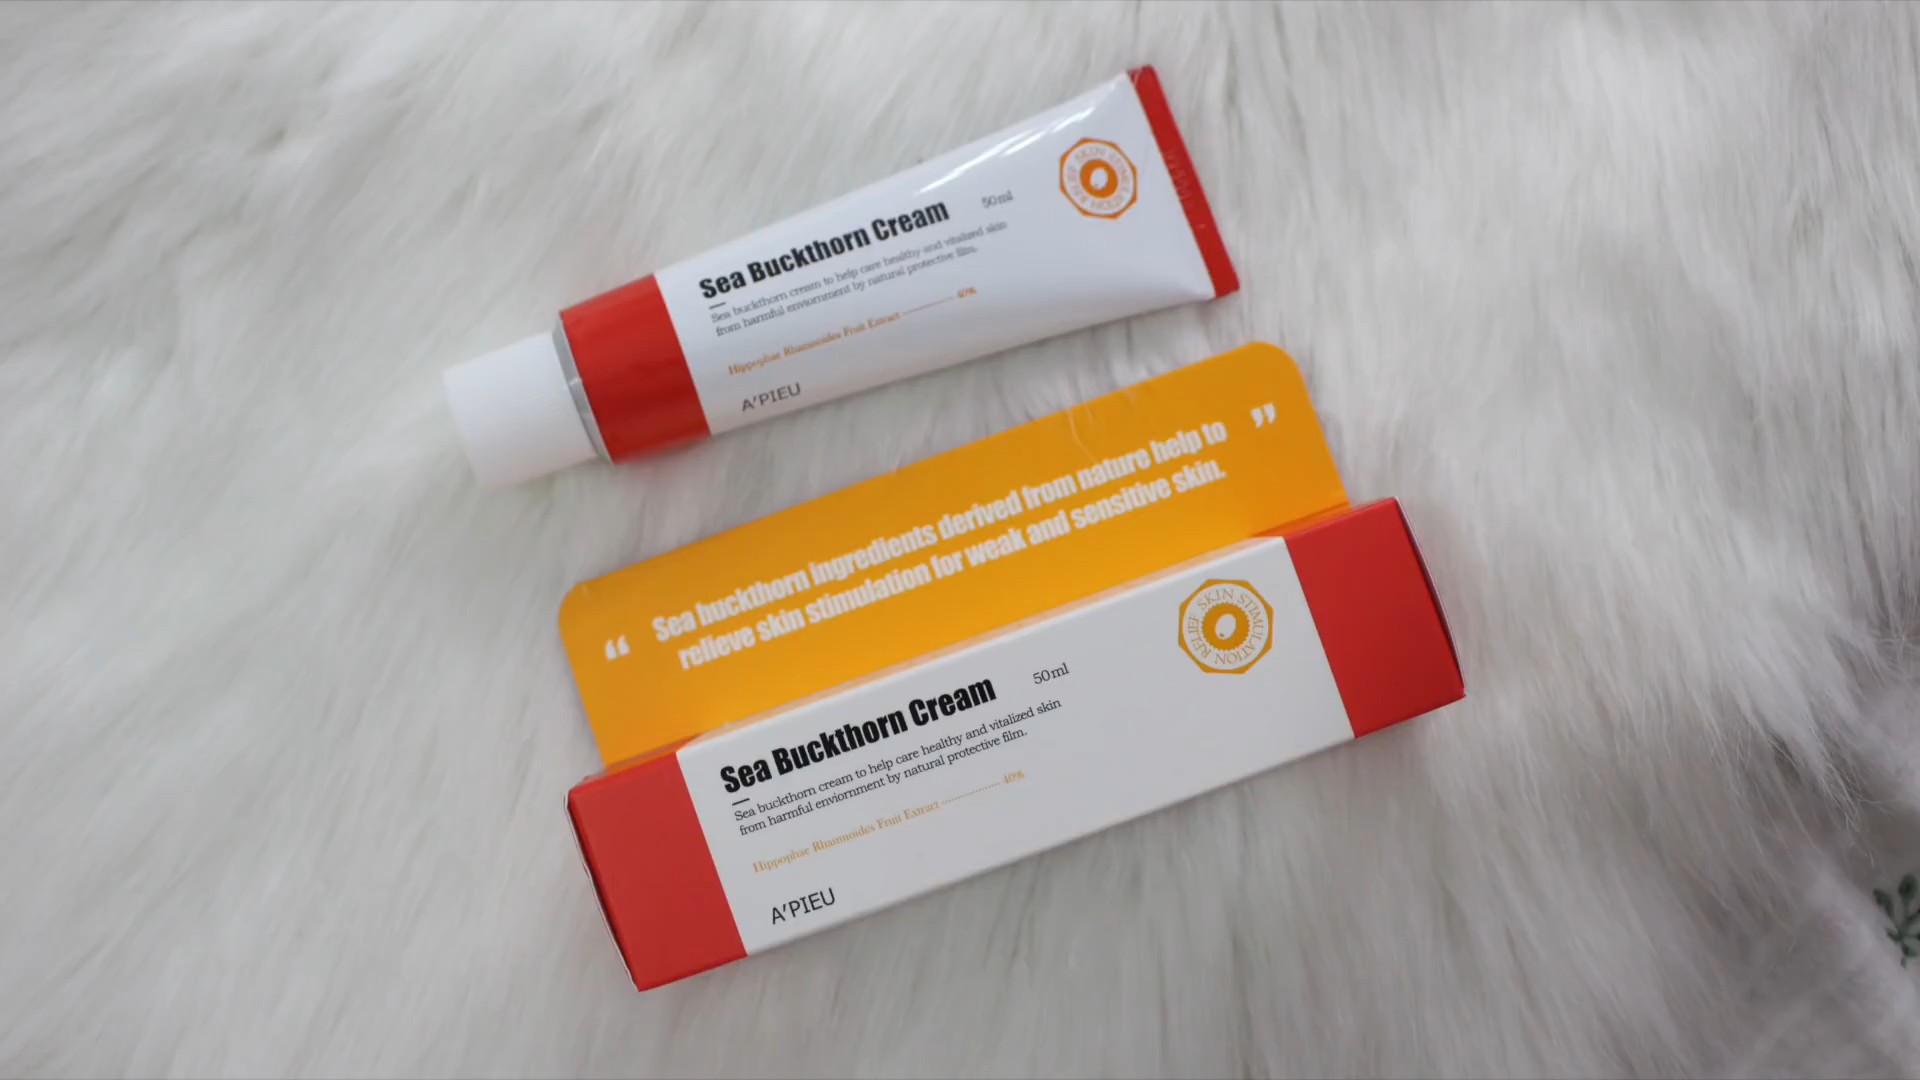 Sea Buckthorn Cream 50ml
Sea buckthorn cream to help care healthy and vitalized skin
from harmful enviornment by natural protective film.
Hippophae Rhamnoides Fruit Extract
A'PIEU
SKIN STIMULATION RELIEF
“ Sea buckthorn ingredients derived from nature help to ”
relieve skin stimulation for weak and sensitive skin.
Sea Buckthorn Cream 50ml
Sea buckthorn cream to help care healthy and vitalized skin
from harmful enviornment by natural protective film.
Hippophae Rhamnoides Fruit Extract ···················· 40%
A'PIEU
SKIN STIMULATION RELIEF